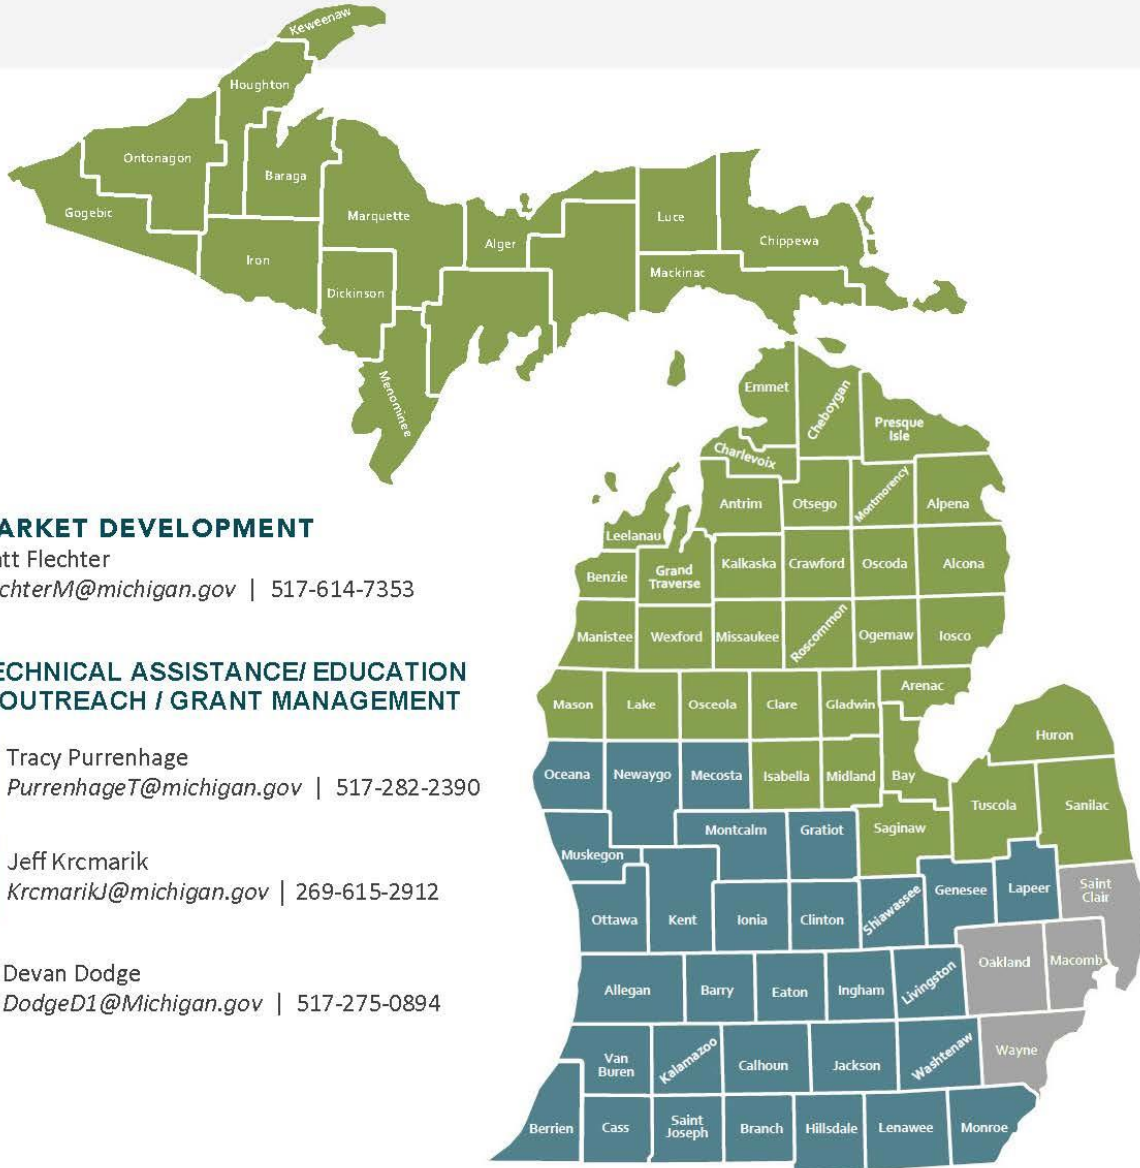 Keweenaw
Houghton
Ontonagon
Baraga
Gogebic
Marquette
Luce
Alger
Chippewa
Iron
Mackinac
Dickinson
Menominee
Emmet
Cheboygan
Presque
Isle
Charlevoix
Antrim
Otsego
Montmorency
Alpena
Leelanau
Benzie
Grand
Traverse
Kalkaska
Crawford
Oscoda
Alcona
Manistee
Wexford
Missaukee
Roscommon
Ogemaw
Iosco
Mason
Lake
Osceola
Clare
Gladwin
Arenac
Huron
Oceana
Newaygo
Mecosta
Isabella
Midland
Bay
Tuscola
Sanilac
Muskegon
Montcalm
Gratiot
Saginaw
Ottawa
Kent
Ionia
Clinton
Shiawassee
Genesee
Lapeer
Saint
Clair
Allegan
Barry
Eaton
Ingham
Livingston
Oakland
Macomb
Van
Buren
Kalamazoo
Calhoun
Jackson
Washtenaw
Wayne
Berrien
Cass
Saint
Joseph
Branch
Hillsdale
Lenawee
Monroe
ARKET DEVELOPMENT
tt Flechter
chterM@michigan.gov | 517-614-7353
ECHNICAL ASSISTANCE/ EDUCATION
OUTREACH / GRANT MANAGEMENT
Tracy Purrenhage
PurrenhageT@michigan.gov | 517-282-2390
Jeff Krcmarik
KrcmarikJ@michigan.gov | 269-615-2912
Devan Dodge
DodgeD1@Michigan.gov | 517-275-0894